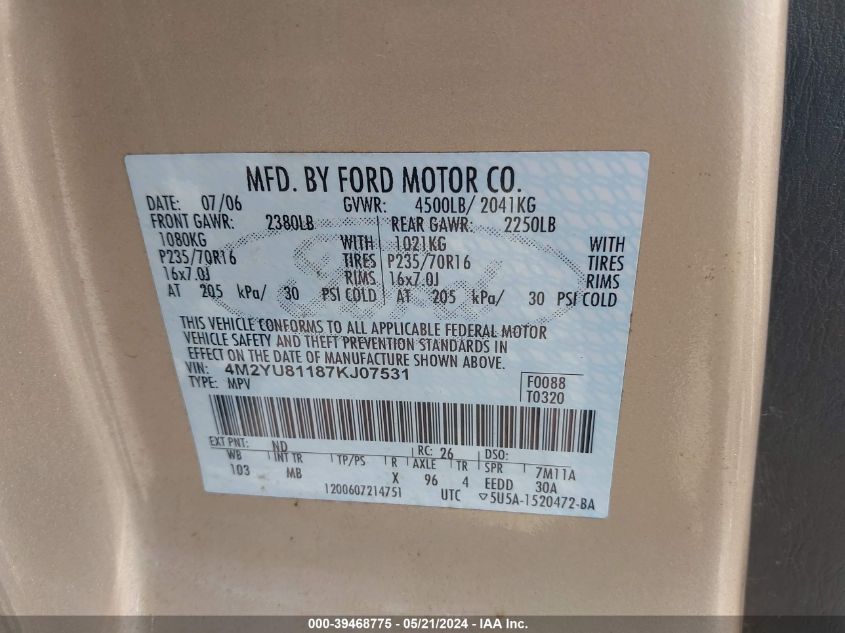 MFD. BY FORD MOTOR CO.
DATE: 07/06 GVWR: 4500LB/ 2041KG
FRONT GAWR: 2380LB REAR GAWR: 2250LB
1080KG WITH 1021KG WITH
P235/70R16 TIRES P235/70R16 TIRES
16x7.0J RIMS 16x7.0J RIMS
AT 205 kPa/ 30 PSI COLD AT 205 kPa/ 30 PSI COLD
THIS VEHICLE CONFORMS TO ALL APPLICABLE FEDERAL MOTOR
VEHICLE SAFETY AND THEFT PREVENTION STANDARDS IN
EFFECT ON THE DATE OF MANUFACTURE SHOWN ABOVE.
VIN: 4M2YU81187KJ07531
TYPE: MPV
F0088
T0320
EXT PNT: ND RC: 26 DSO:
WB INT TR TP/PS R AXLE TR SPR 7M11A
103 MB X 96 4 EEDD 30A
1200607214751 UTC ▽5U5A-1520472-BA
000-39468775 - 05/21/2024 - IAA Inc.